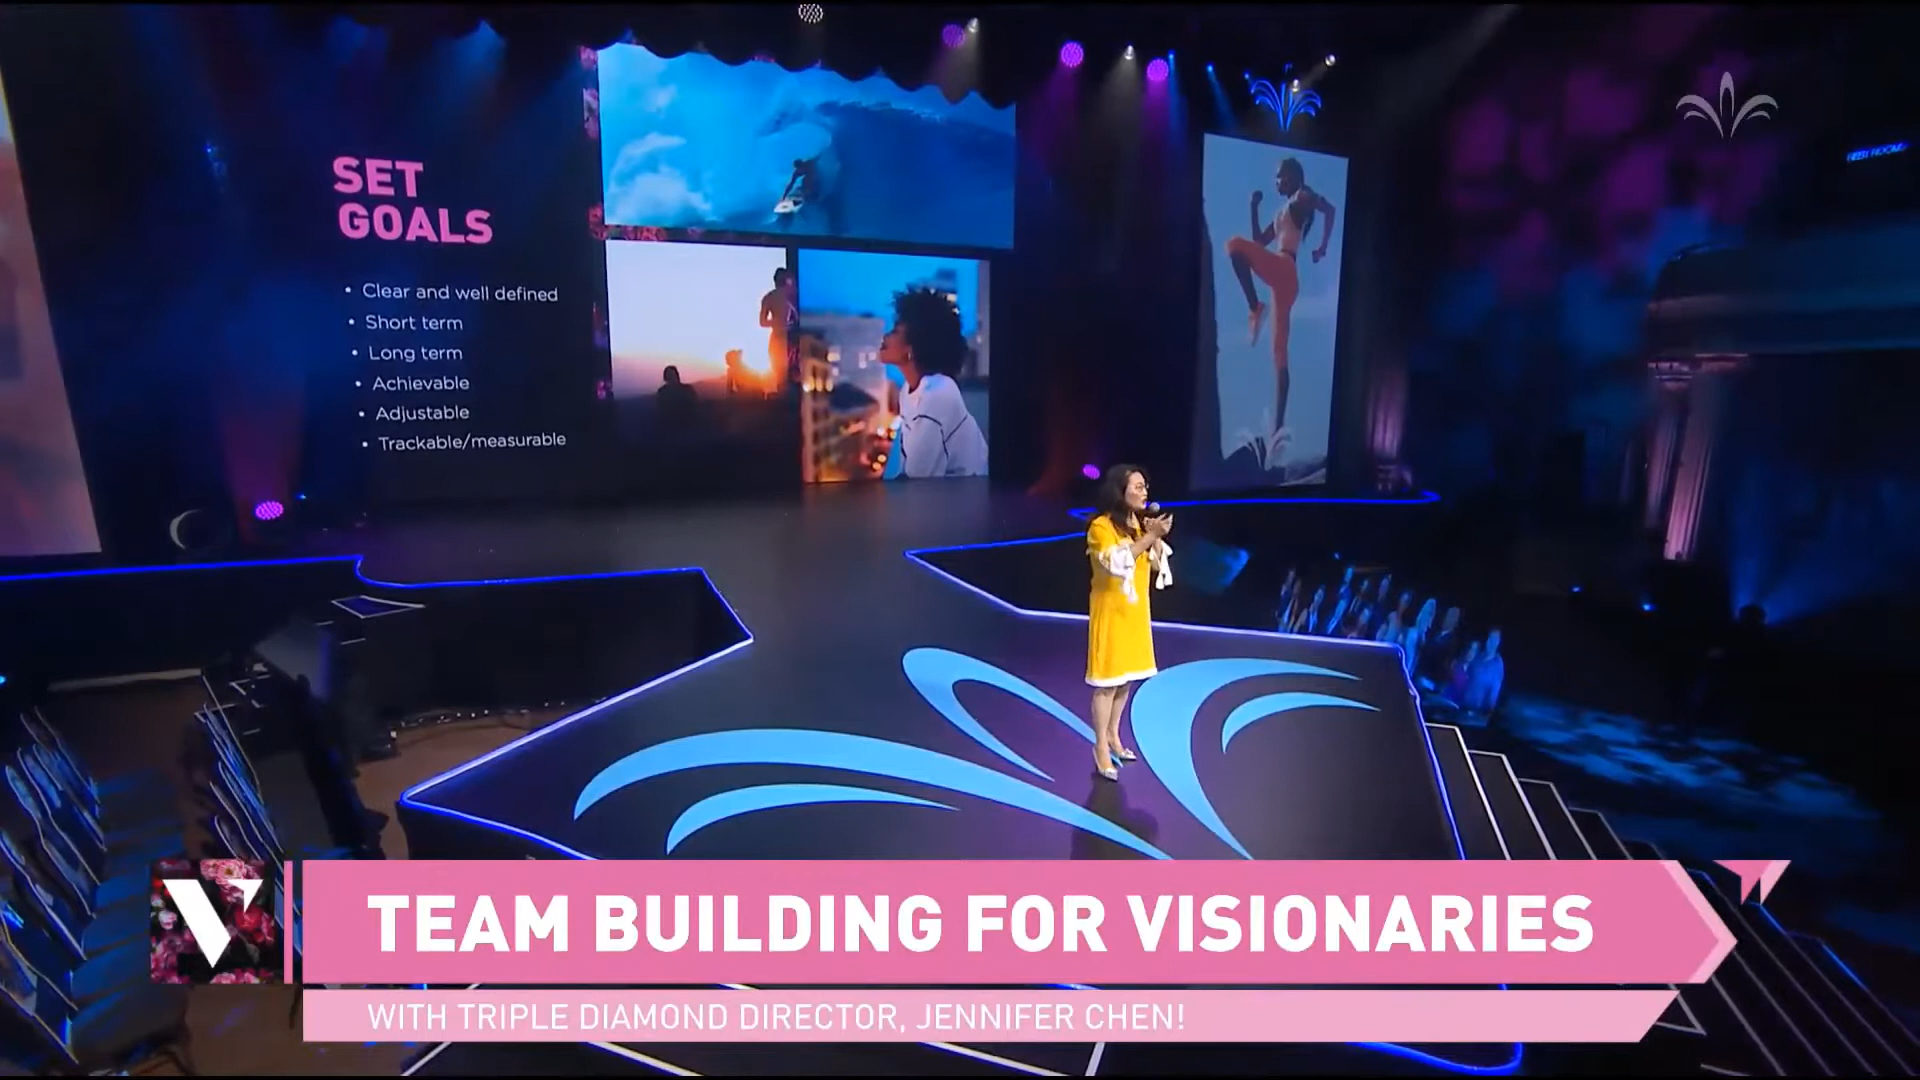 SET
GOALS
• Clear and well defined
• Short term
• Long term
• Achievable
• Adjustable
• Trackable/measurable
V
TEAM BUILDING FOR VISIONARIES
WITH TRIPLE DIAMOND DIRECTOR, JENNIFER CHEN!